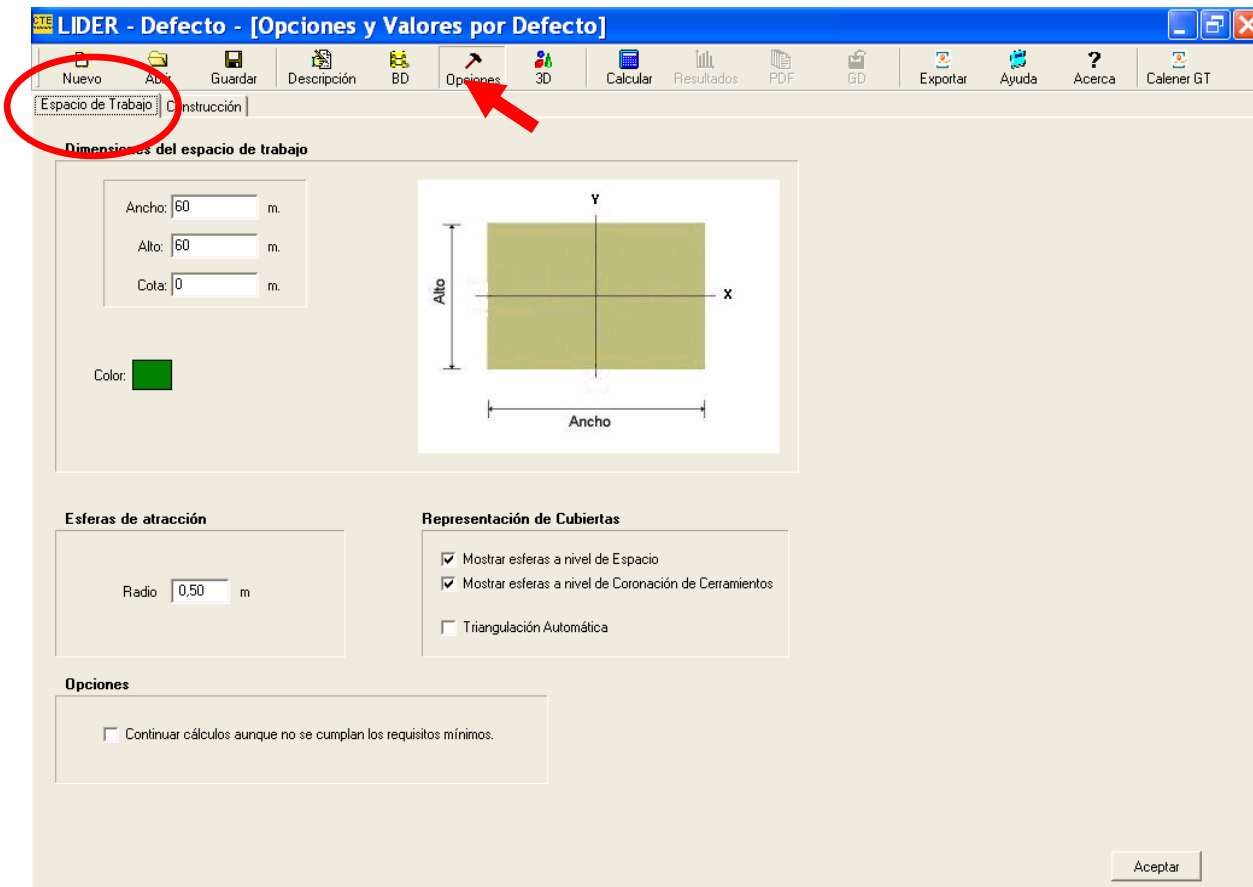 CTE LIDER - Defecto - [Opciones y Valores por Defecto]
Nuevo Abrir Guardar Descripción BD Opciones 3D Calcular Resultados PDF GD Exportar Ayuda Acerca Calener GT
Espacio de Trabajo Construcción
Dimensiones del espacio de trabajo
Ancho: 60 m.
Alto: 60 m.
Cota: 0 m.
Color:
Y
Alto
X
Ancho
Esferas de atracción
Radio 0,50 m
Representación de Cubiertas
Mostrar esferas a nivel de Espacio
Mostrar esferas a nivel de Coronación de Cerramientos
Triangulación Automática
Opciones
Continuar cálculos aunque no se cumplan los requisitos mínimos.
Aceptar